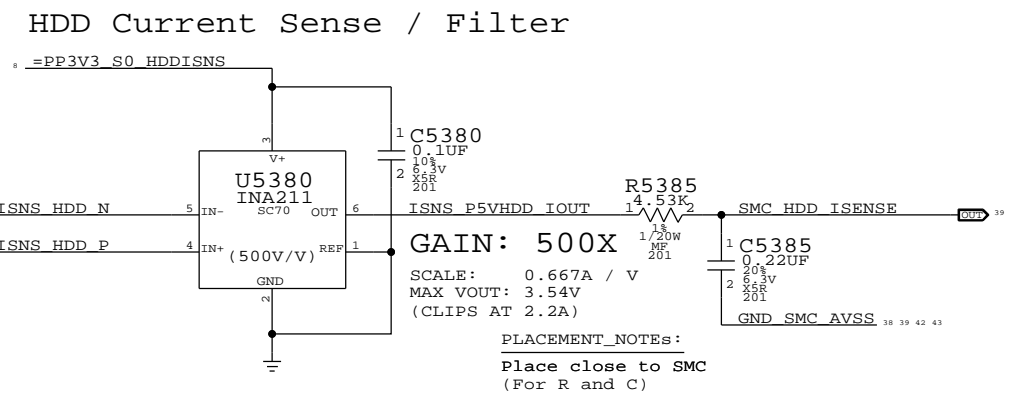 HDD Current Sense / Filter
8 =PP3V3_S0_HDDISNS
3
V+
U5380
INA211
SC70
ISNS_HDD_N 5 IN-
OUT 6 ISNS_P5VHDD_IOUT
ISNS_HDD_P 4 IN+
REF 1
(500V/V)
GND
2
1 C5380
0.1UF
10%
6.3V
2 X5R
201
R5385
4.53K
1 2
1%
1/20W
MF
201
SMC_HDD_ISENSE OUT 39
GAIN: 500X
SCALE: 0.667A / V
MAX VOUT: 3.54V
(CLIPS AT 2.2A)
1 C5385
0.22UF
20%
6.3V
2 X5R
201
GND_SMC_AVSS 38 39 42 43
PLACEMENT_NOTEs:
Place close to SMC
(For R and C)